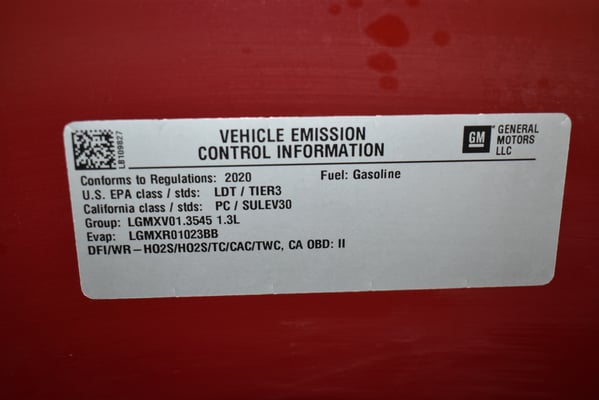 LB109827
VEHICLE EMISSION
CONTROL INFORMATION
GM
GENERAL
MOTORS
LLC
Conforms to Regulations: 2020 Fuel: Gasoline
U.S. EPA class / stds: LDT / TIER3
California class / stds: PC / SULEV30
Group: LGMXV01.3545 1.3L
Evap: LGMXR01023BB
DFI/WR-HO2S/HO2S/TC/CAC/TWC, CA OBD: II